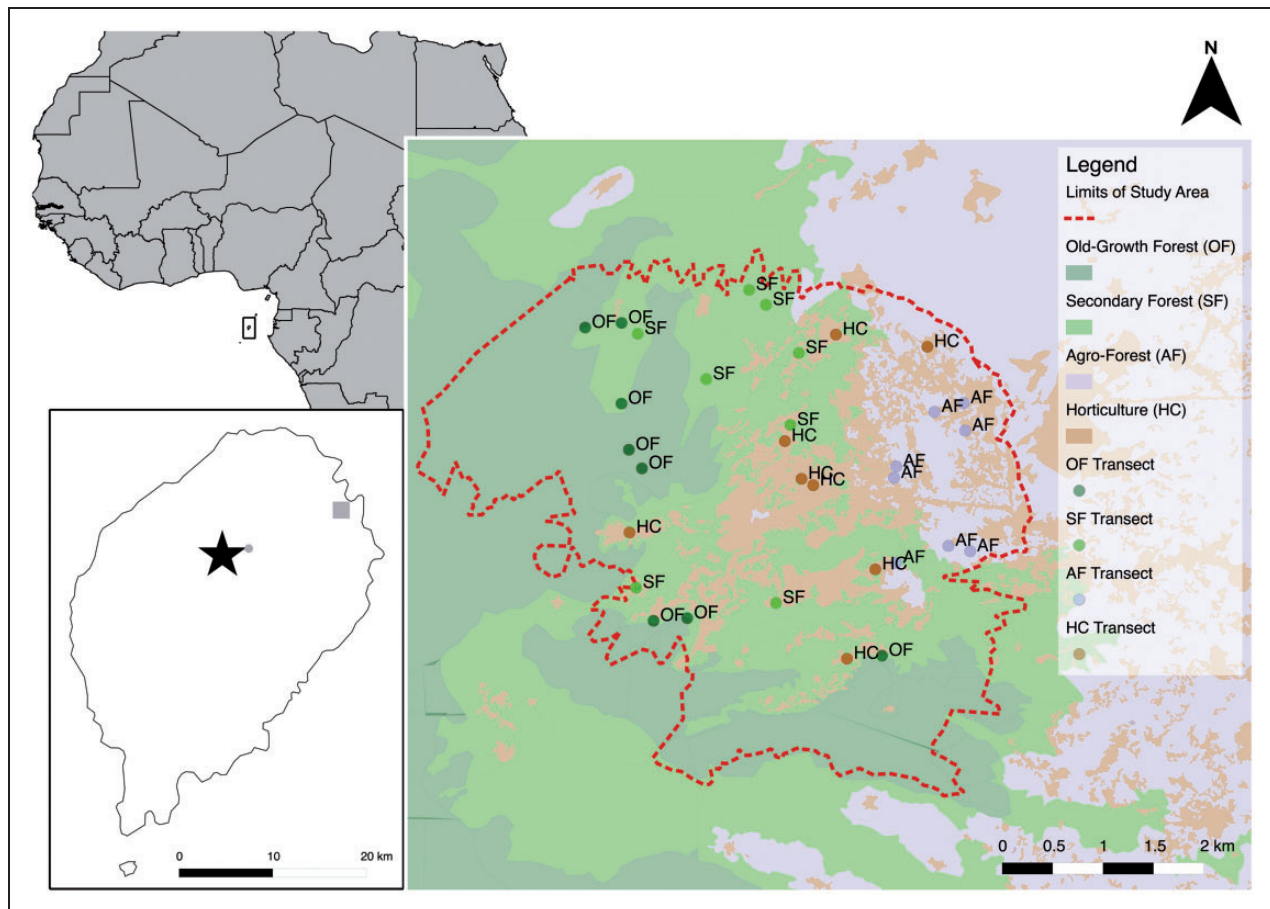 N
Legend
Limits of Study Area
Old-Growth Forest (OF)
Secondary Forest (SF)
Agro-Forest (AF)
Horticulture (HC)
OF Transect
SF Transect
AF Transect
HC Transect
SF
SF
OF
OF
SF
HC
HC
SF
SF
OF
AF
AF
SF
AF
HC
OF
AF
OF
AF
HC
HC
HC
AF
AF
AF
HC
SF
SF
OF
OF
HC
OF
0 10 20 km
0 0.5 1 1.5 2 km